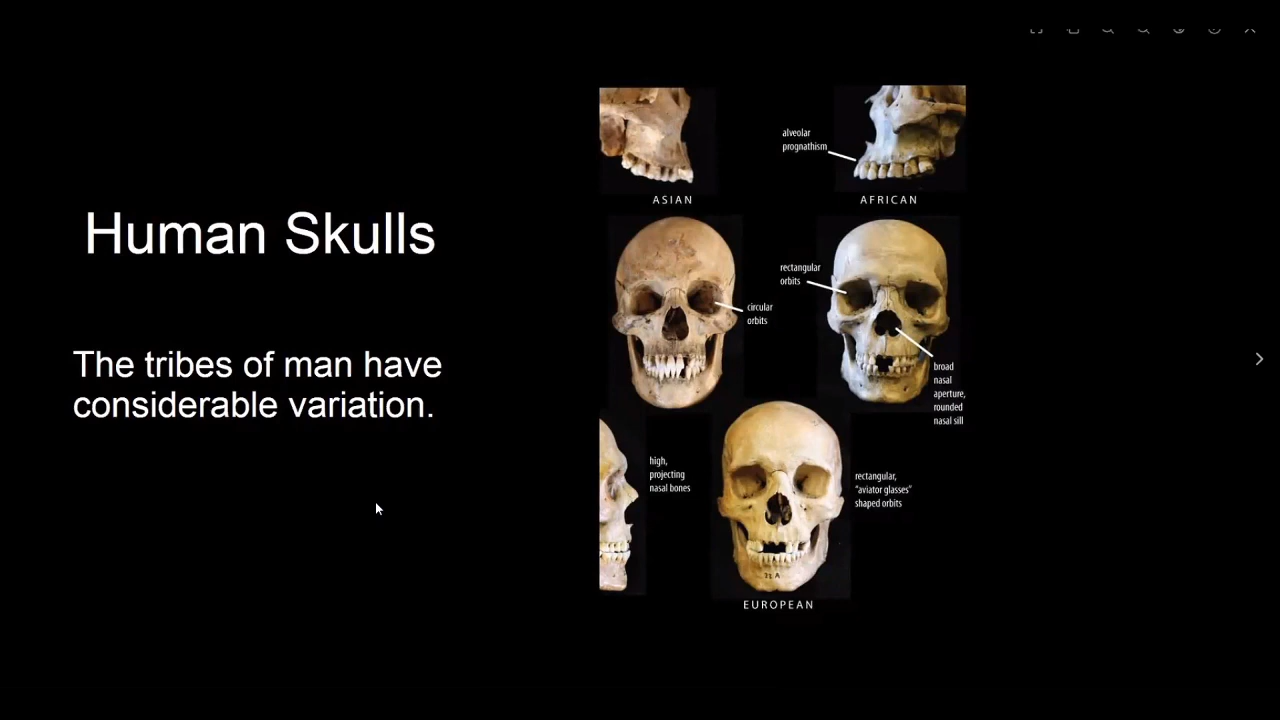 Human Skulls
The tribes of man have
considerable variation.
alveolar
prognathism
ASIAN
AFRICAN
rectangular
orbits
circular
orbits
broad
nasal
aperture,
rounded
nasal sill
high,
projecting
nasal bones
rectangular,
“aviator glasses”
shaped orbits
EUROPEAN